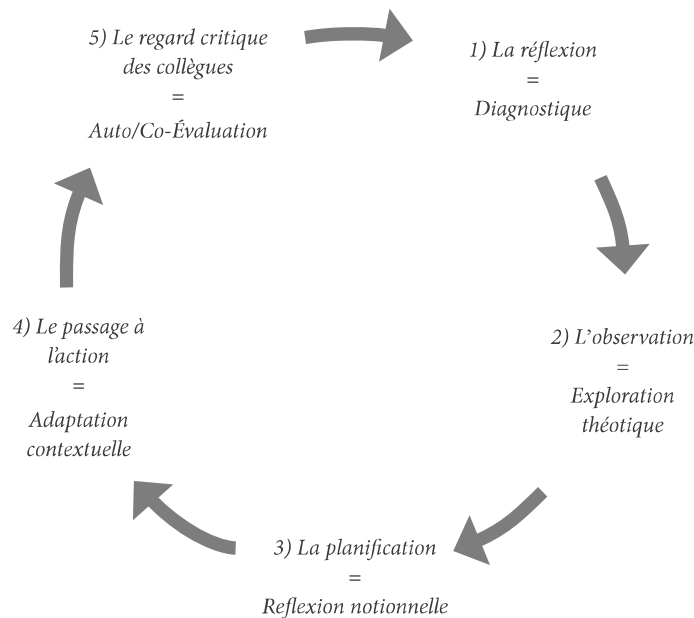 5) Le regard critique
des collègues
=
Auto/Co-Évaluation
1) La réflexion
=
Diagnostique
2) L'observation
=
Exploration
théotique
3) La planification
=
Reflexion notionnelle
4) Le passage à
l'action
=
Adaptation
contextuelle